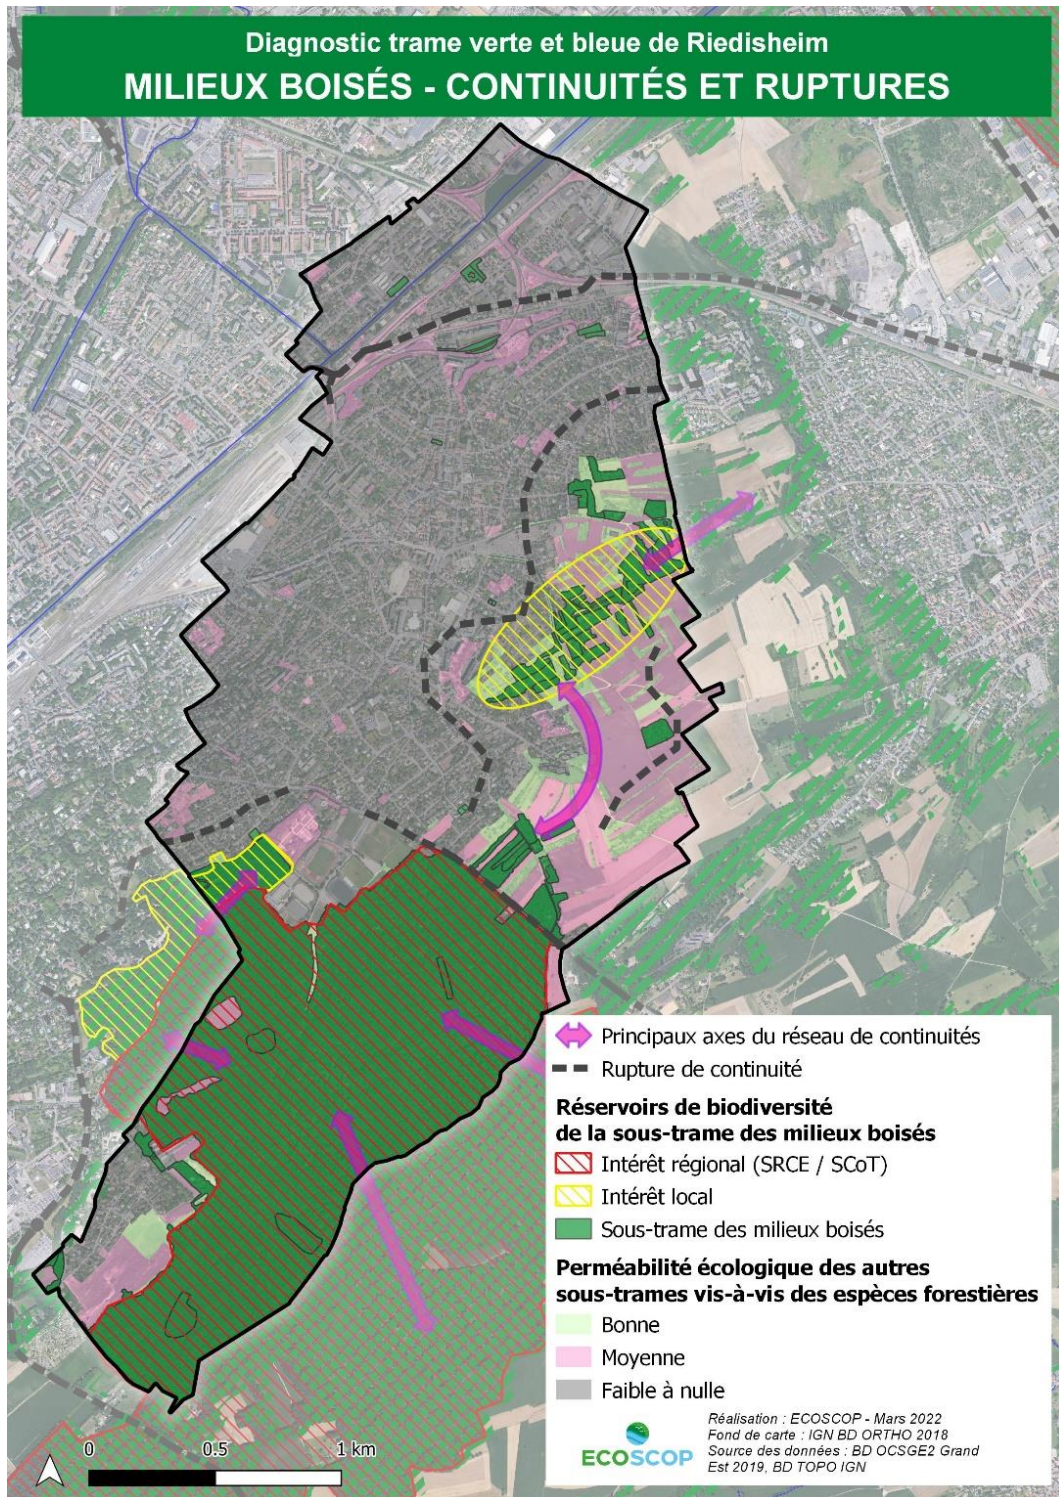 Diagnostic trame verte et bleue de Riedisheim
MILIEUX BOISÉS - CONTINUITÉS ET RUPTURES
Principaux axes du réseau de continuités
Rupture de continuité
Réservoirs de biodiversité
de la sous-trame des milieux boisés
Intérêt régional (SRCE / SCoT)
Intérêt local
Sous-trame des milieux boisés
Perméabilité écologique des autres
sous-trames vis-à-vis des espèces forestières
Bonne
Moyenne
Faible à nulle
ECOSCOP
Réalisation : ECOSCOP - Mars 2022
Fond de carte : IGN BD ORTHO 2018
Source des données : BD OCSGE2 Grand
Est 2019, BD TOPO IGN
0 0.5 1 km